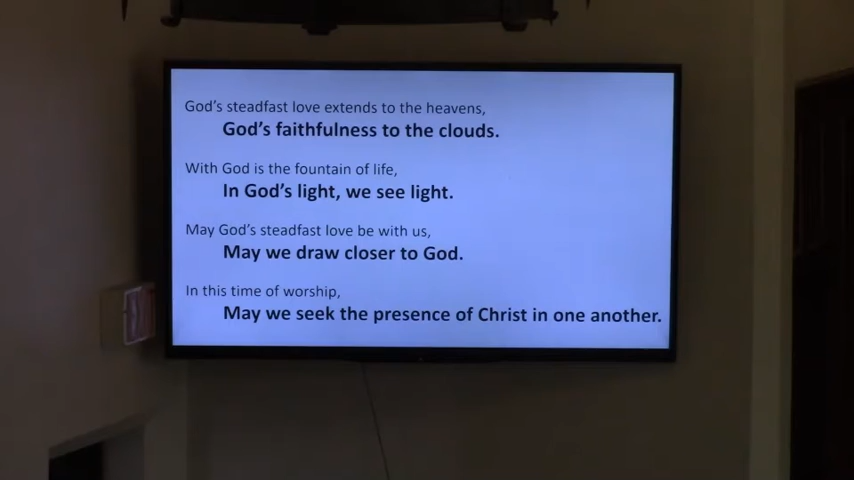 God's steadfast love extends to the heavens,
God's faithfulness to the clouds.
With God is the fountain of life,
In God's light, we see light.
May God's steadfast love be with us,
May we draw closer to God.
In this time of worship,
May we seek the presence of Christ in one another.